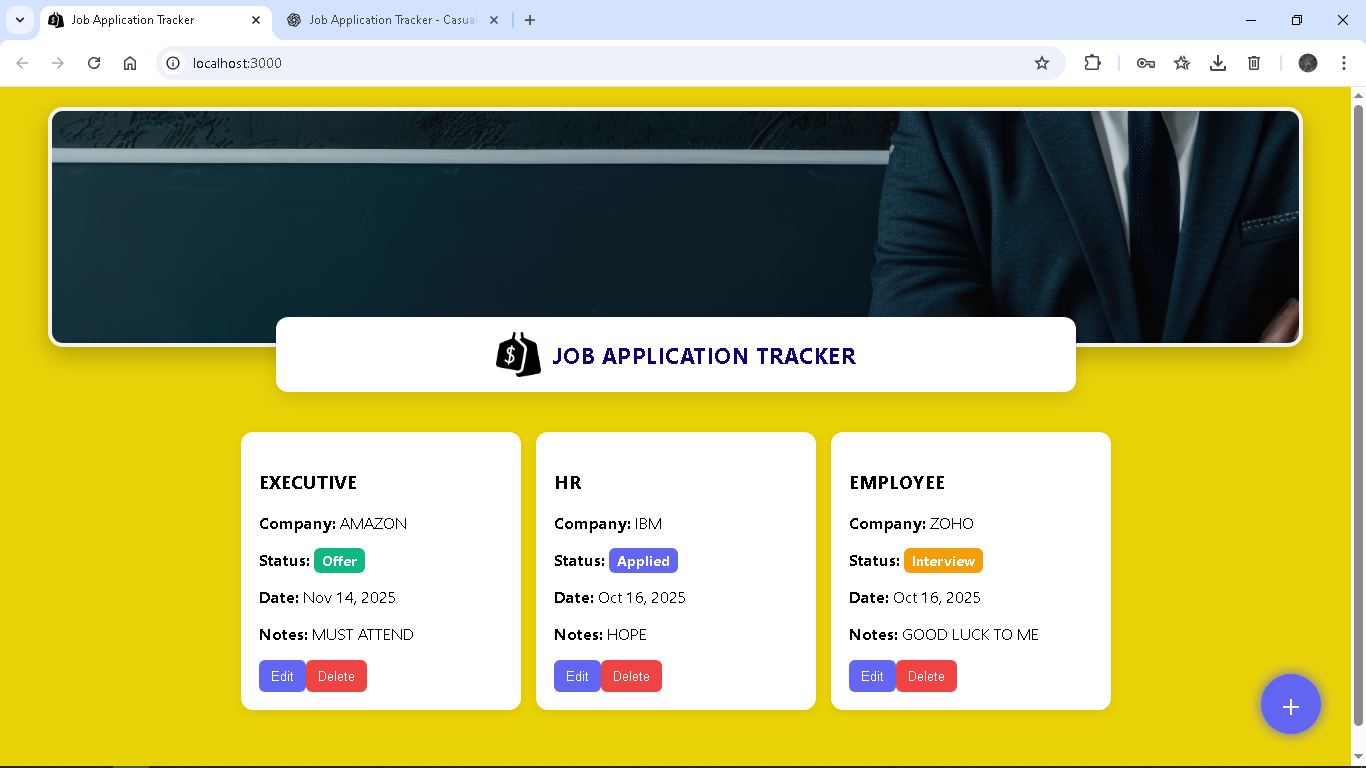 Job Application Tracker
Job Application Tracker - Casua
localhost:3000
$ JOB APPLICATION TRACKER
EXECUTIVE
Company: AMAZON
Status: Offer
Date: Nov 14, 2025
Notes: MUST ATTEND
Edit Delete
HR
Company: IBM
Status: Applied
Date: Oct 16, 2025
Notes: HOPE
Edit Delete
EMPLOYEE
Company: ZOHO
Status: Interview
Date: Oct 16, 2025
Notes: GOOD LUCK TO ME
Edit Delete
+